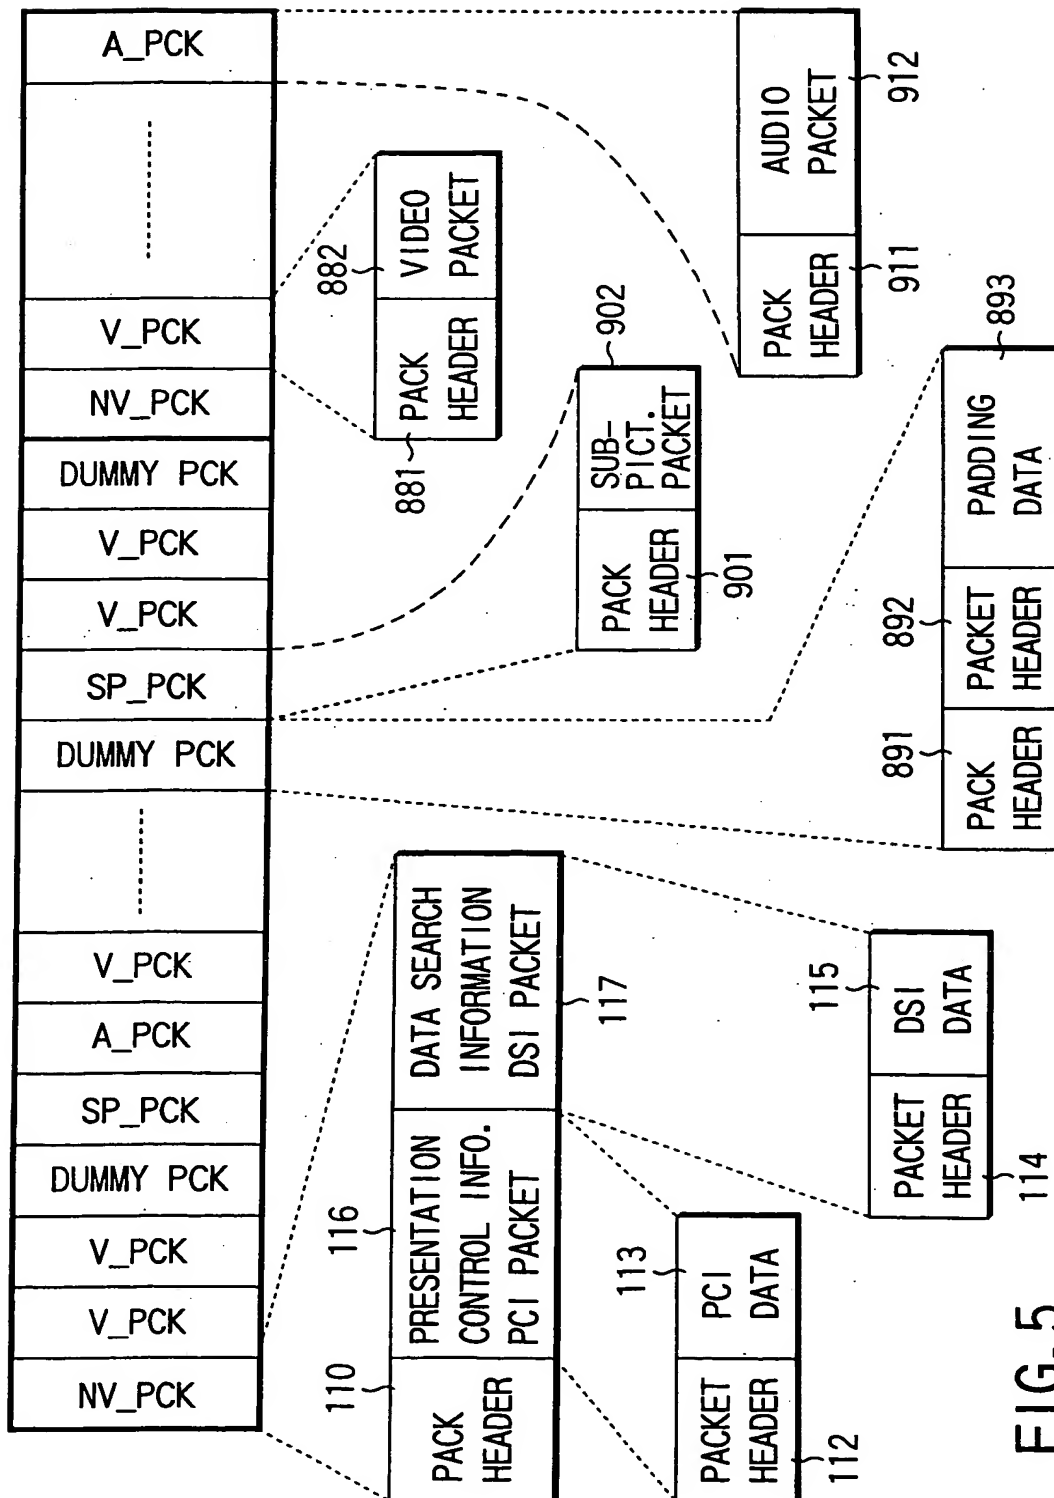 NV_PCK
V_PCK
V_PCK
DUMMY PCK
SP_PCK
A_PCK
V_PCK
DUMMY PCK
SP_PCK
V_PCK
V_PCK
DUMMY PCK
NV_PCK
V_PCK
A_PCK
110
116
PACK
HEADER
PRESENTATION
CONTROL INFO.
PCI PACKET
DATA SEARCH
INFORMATION
DSI PACKET
117
881
882
PACK
HEADER
VIDEO
PACKET
PACK
HEADER
901
SUB-
PICT.
PACKET
902
113
PACKET
HEADER
112
PCI
DATA
PACK
HEADER
911
AUDIO
PACKET
912
115
PACKET
HEADER
114
DSI
DATA
891
892
PACK
HEADER
PACKET
HEADER
PADDING
DATA
893
FIG.5